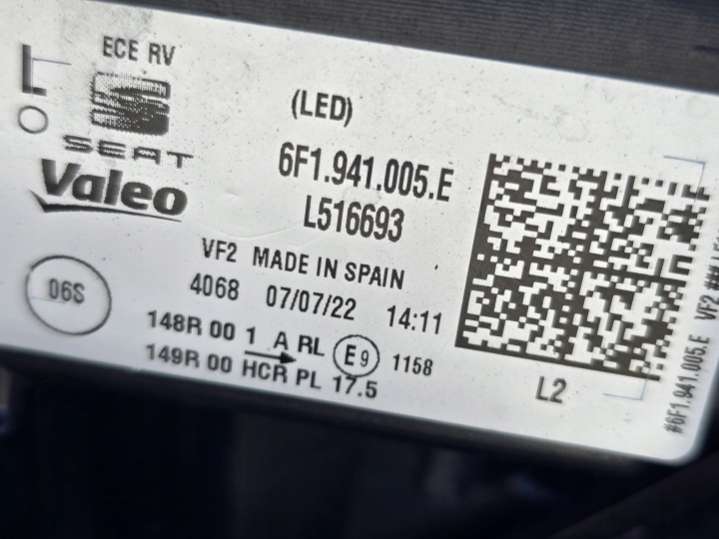 L
O
ECE RV
SEAT
Valeo
(LED)
6F1.941.005.E
L516693
VF2 MADE IN SPAIN
4068 07/07/22 14:11
06S
148R 00 1 A RL
149R 00 HCR PL 17.5
E9
1158
L2
#6F1.941.005.E VF2 ##